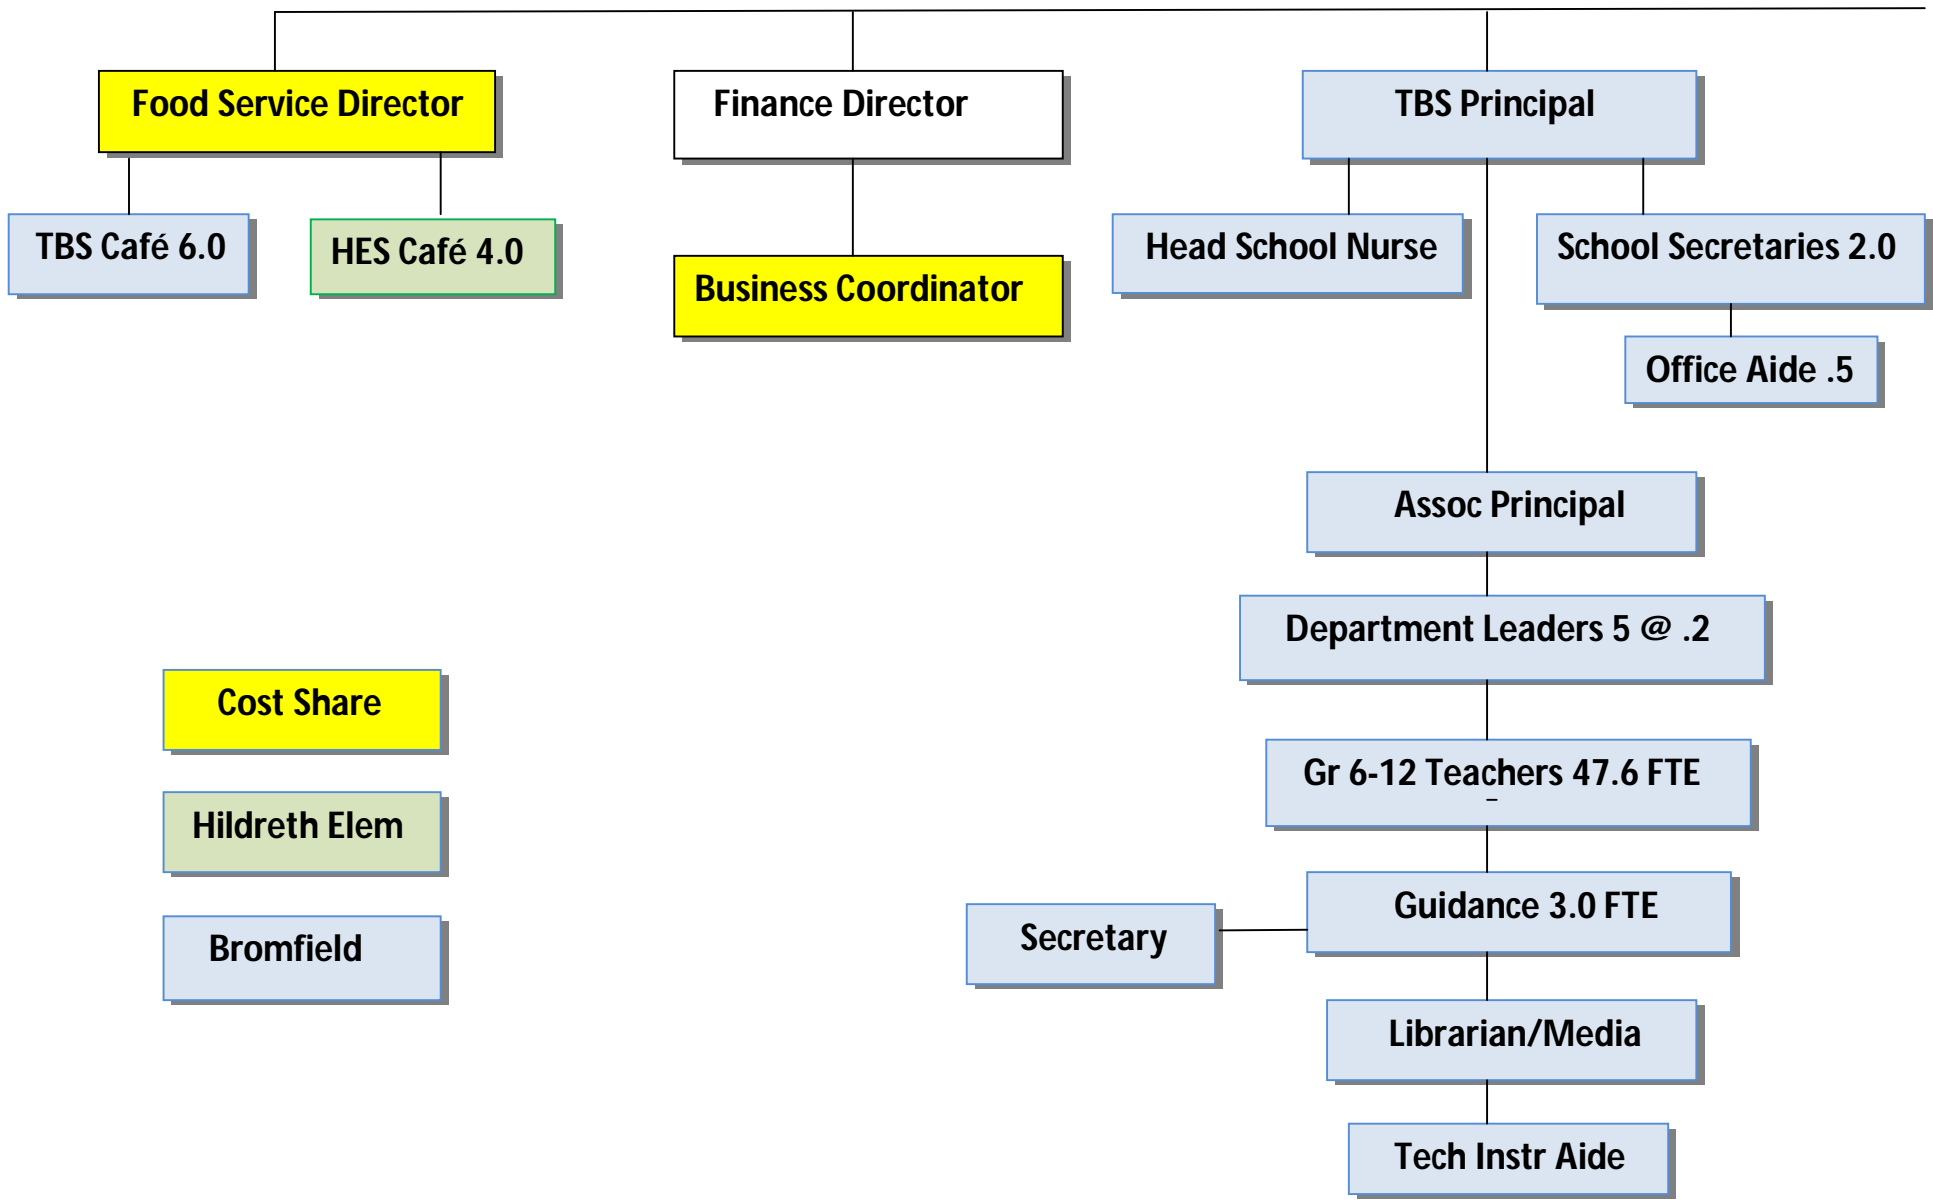 Food Service Director
Finance Director
TBS Principal
TBS Café 6.0
HES Café 4.0
Business Coordinator
Head School Nurse
School Secretaries 2.0
Office Aide .5
Assoc Principal
Department Leaders 5 @ .2
Gr 6-12 Teachers 47.6 FTE
Guidance 3.0 FTE
Secretary
Librarian/Media
Tech Instr Aide
Cost Share
Hildreth Elem
Bromfield